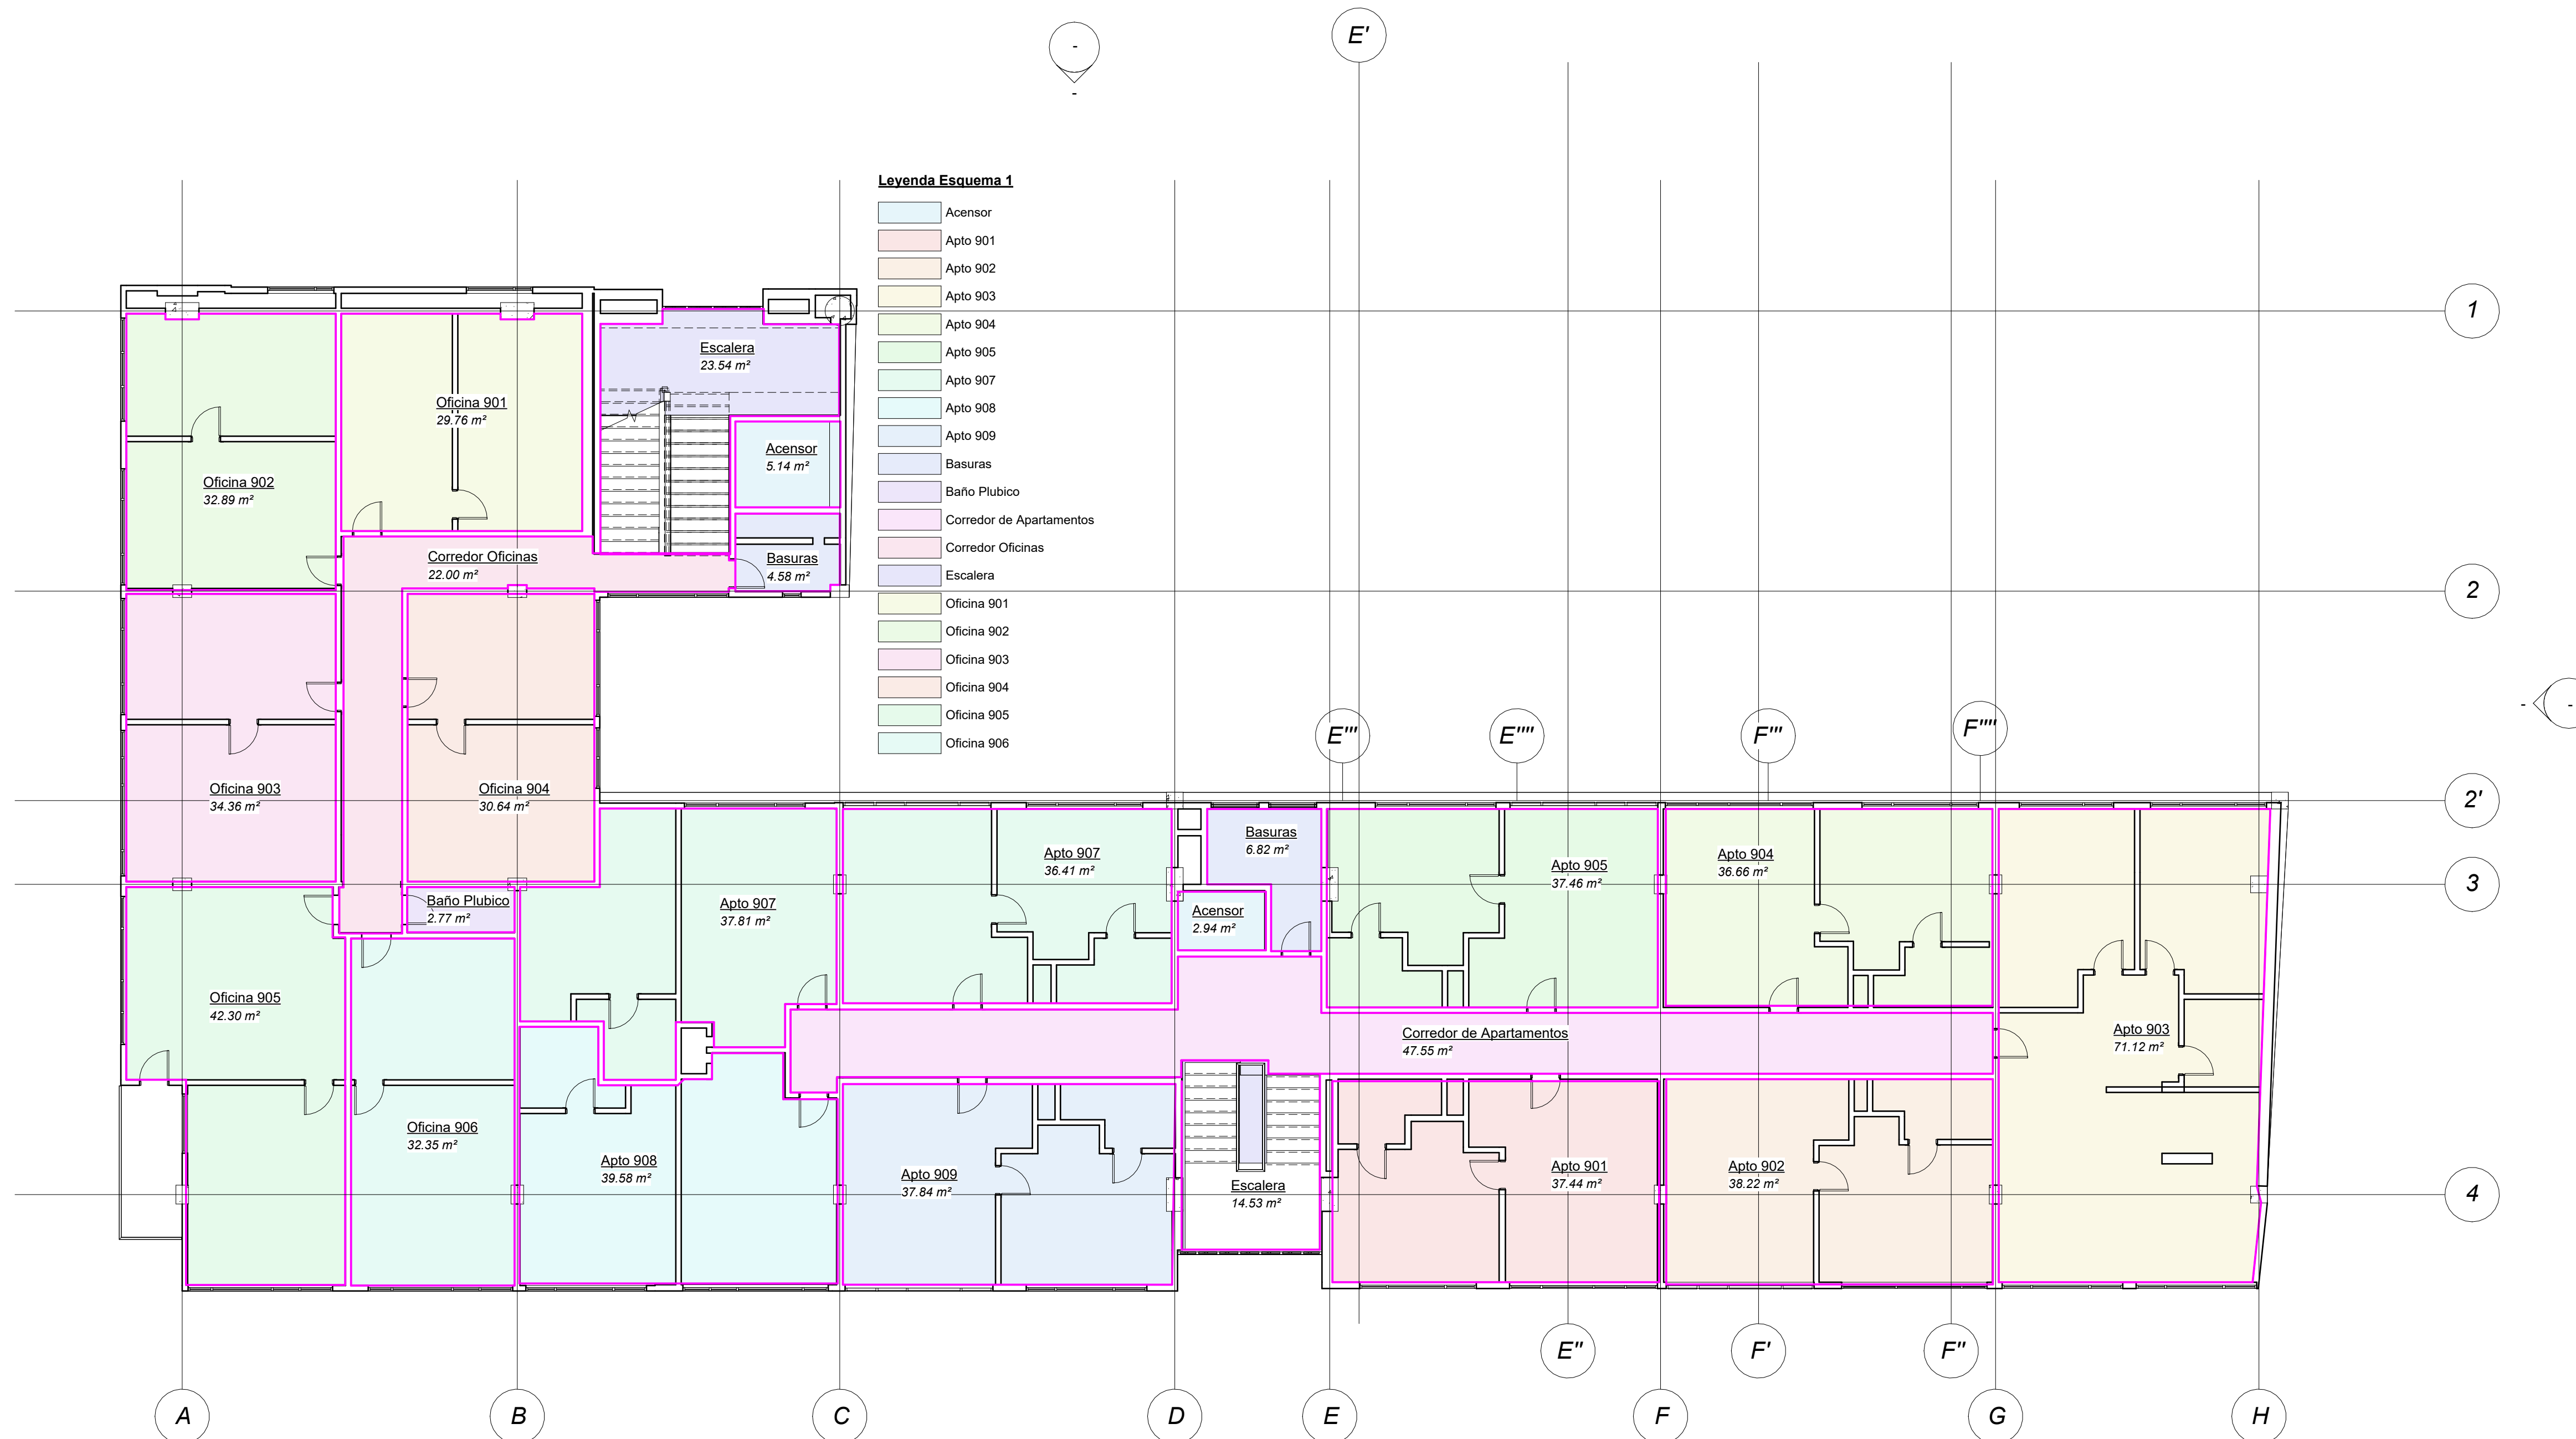 E'
-
-
Leyenda Esquema 1
Acensor
Apto 901
Apto 902
Apto 903
Apto 904
Apto 905
Apto 907
Apto 908
Apto 909
Basuras
Baño Plubico
Corredor de Apartamentos
Corredor Oficinas
Escalera
Oficina 901
Oficina 902
Oficina 903
Oficina 904
Oficina 905
Oficina 906
1
Escalera
23.54 m²
Oficina 901
29.76 m²
Acensor
5.14 m²
Oficina 902
32.89 m²
Corredor Oficinas
22.00 m²
Basuras
4.58 m²
2
-
-
E'''
E''''
F'''
F''''
Oficina 903
34.36 m²
Oficina 904
30.64 m²
2'
Basuras
6.82 m²
Apto 907
36.41 m²
Apto 905
37.46 m²
Apto 904
36.66 m²
3
Baño Plubico
2.77 m²
Apto 907
37.81 m²
Acensor
2.94 m²
Oficina 905
42.30 m²
Corredor de Apartamentos
47.55 m²
Apto 903
71.12 m²
Oficina 906
32.35 m²
Apto 908
39.58 m²
Apto 909
37.84 m²
Escalera
14.53 m²
Apto 901
37.44 m²
Apto 902
38.22 m²
4
E''
F'
F''
A
B
C
D
E
F
G
H